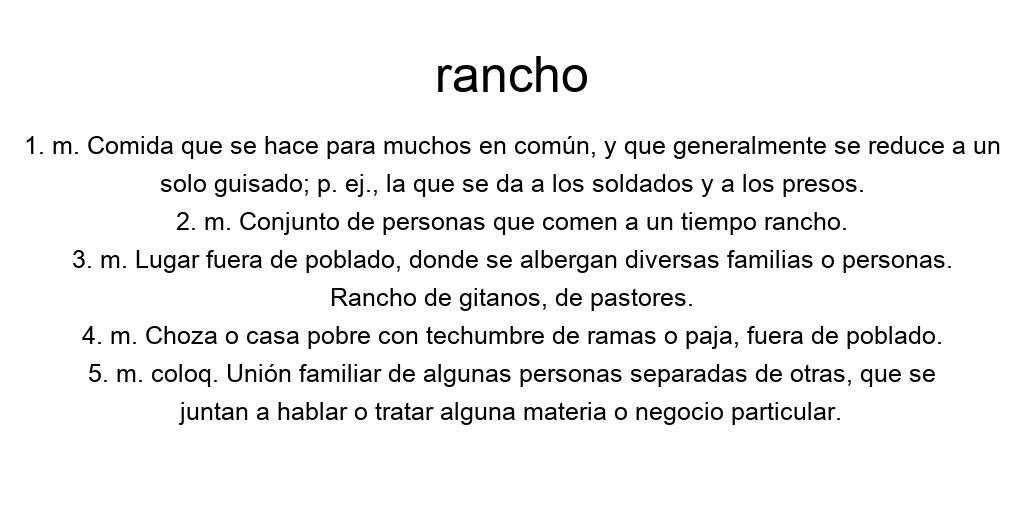 rancho
1. m. Comida que se hace para muchos en común, y que generalmente se reduce a un
solo guisado; p. ej., la que se da a los soldados y a los presos.
2. m. Conjunto de personas que comen a un tiempo rancho.
3. m. Lugar fuera de poblado, donde se albergan diversas familias o personas.
Rancho de gitanos, de pastores.
4. m. Choza o casa pobre con techumbre de ramas o paja, fuera de poblado.
5. m. coloq. Unión familiar de algunas personas separadas de otras, que se
juntan a hablar o tratar alguna materia o negocio particular.